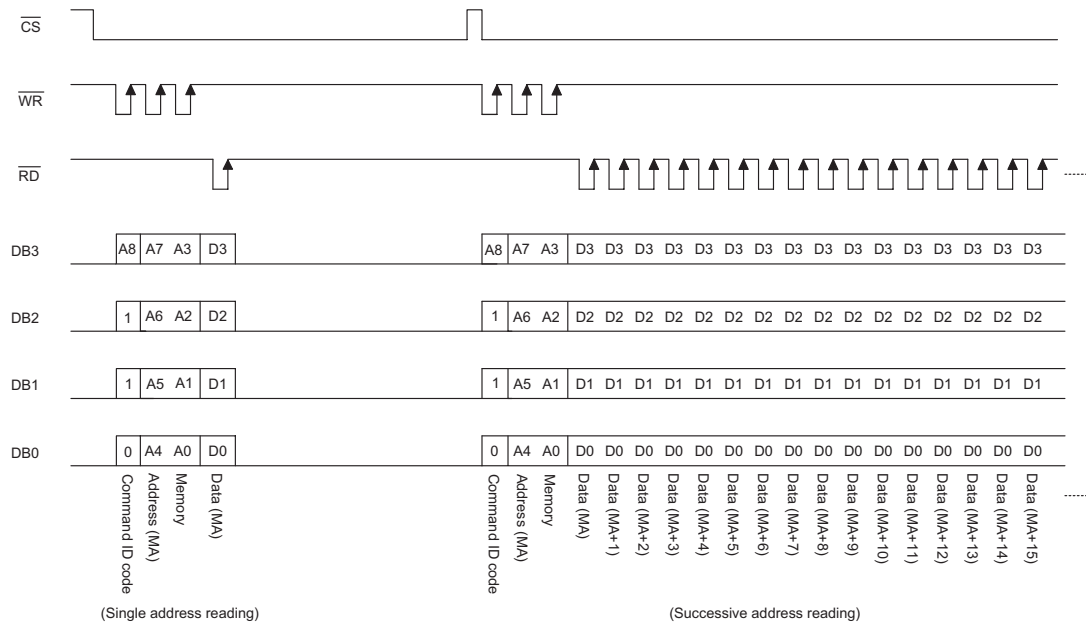 CS
WR
RD
DB3 A8 A7 A3 D3 A8 A7 A3 D3 D3 D3 D3 D3 D3 D3 D3 D3 D3 D3 D3 D3 D3 D3 D3
DB2 1 A6 A2 D2 1 A6 A2 D2 D2 D2 D2 D2 D2 D2 D2 D2 D2 D2 D2 D2 D2 D2 D2
DB1 1 A5 A1 D1 1 A5 A1 D1 D1 D1 D1 D1 D1 D1 D1 D1 D1 D1 D1 D1 D1 D1 D1
DB0 0 A4 A0 D0 0 A4 A0 D0 D0 D0 D0 D0 D0 D0 D0 D0 D0 D0 D0 D0 D0 D0 D0
Command ID code
Address (MA)
Memory
Data (MA)
Command ID code
Address (MA)
Memory
Data (MA)
Data (MA+1)
Data (MA+2)
Data (MA+3)
Data (MA+4)
Data (MA+5)
Data (MA+6)
Data (MA+7)
Data (MA+8)
Data (MA+9)
Data (MA+10)
Data (MA+11)
Data (MA+12)
Data (MA+13)
Data (MA+14)
Data (MA+15)
(Single address reading)
(Successive address reading)